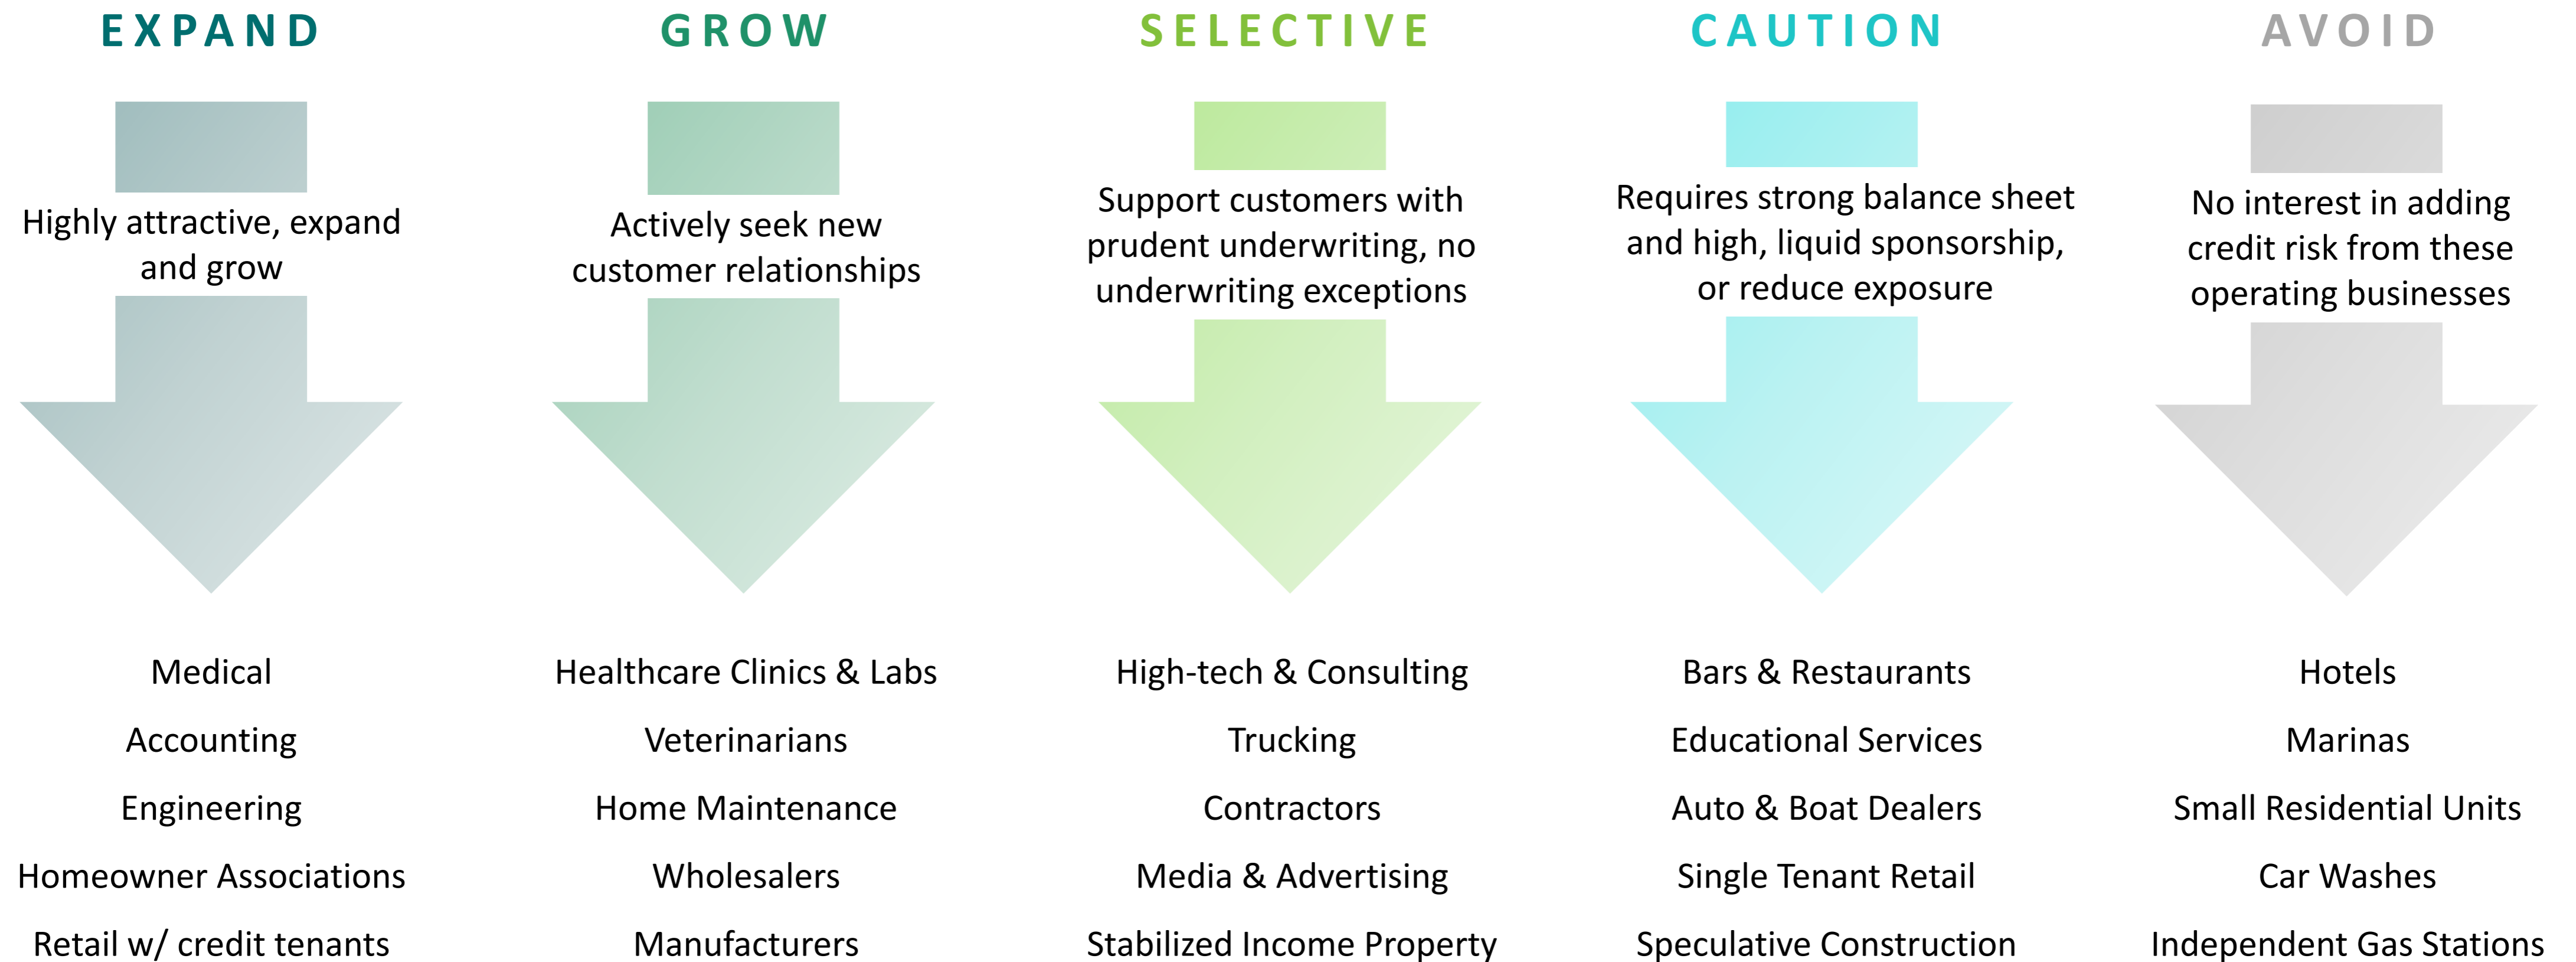 EXPAND
Highly attractive, expand
and grow
Medical
Accounting
Engineering
Homeowner Associations
Retail w/ credit tenants
GROW
Actively seek new
customer relationships
Healthcare Clinics & Labs
Veterinarians
Home Maintenance
Wholesalers
Manufacturers
SELECTIVE
Support customers with
prudent underwriting, no
underwriting exceptions
High-tech & Consulting
Trucking
Contractors
Media & Advertising
Stabilized Income Property
CAUTION
Requires strong balance sheet
and high, liquid sponsorship,
or reduce exposure
Bars & Restaurants
Educational Services
Auto & Boat Dealers
Single Tenant Retail
Speculative Construction
AVOID
No interest in adding
credit risk from these
operating businesses
Hotels
Marinas
Small Residential Units
Car Washes
Independent Gas Stations